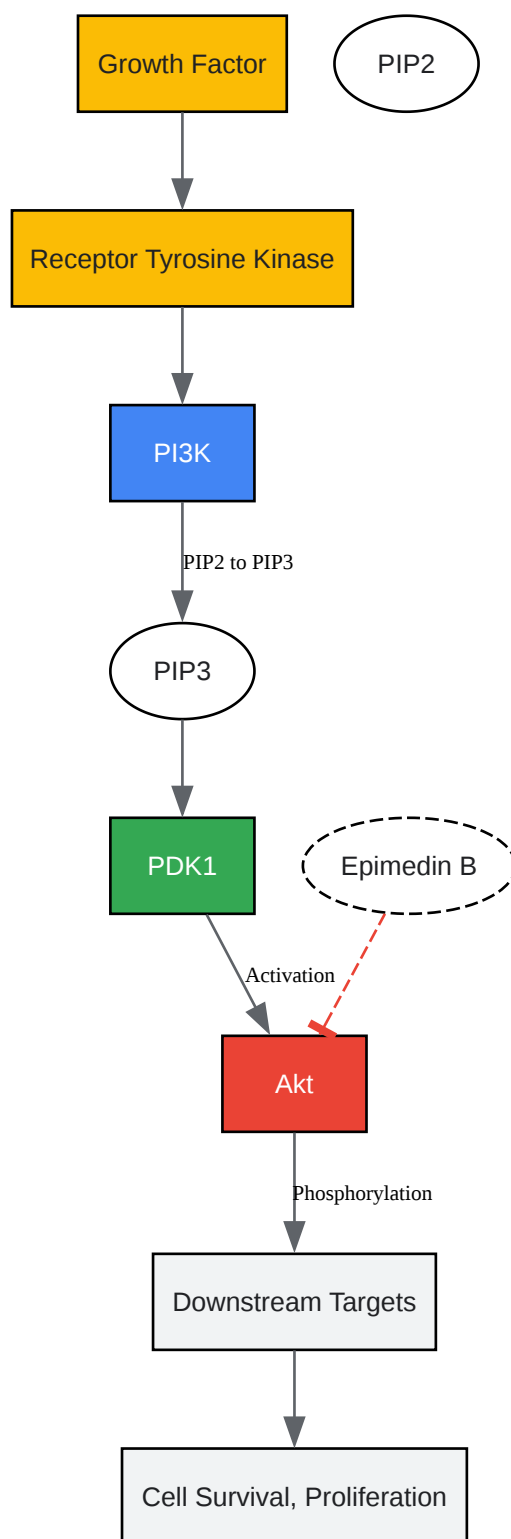 Growth Factor
PIP2
Receptor Tyrosine Kinase
PI3K
PIP2 to PIP3
PIP3
PDK1
Epimedin B
Activation
Akt
Phosphorylation
Downstream Targets
Cell Survival, Proliferation